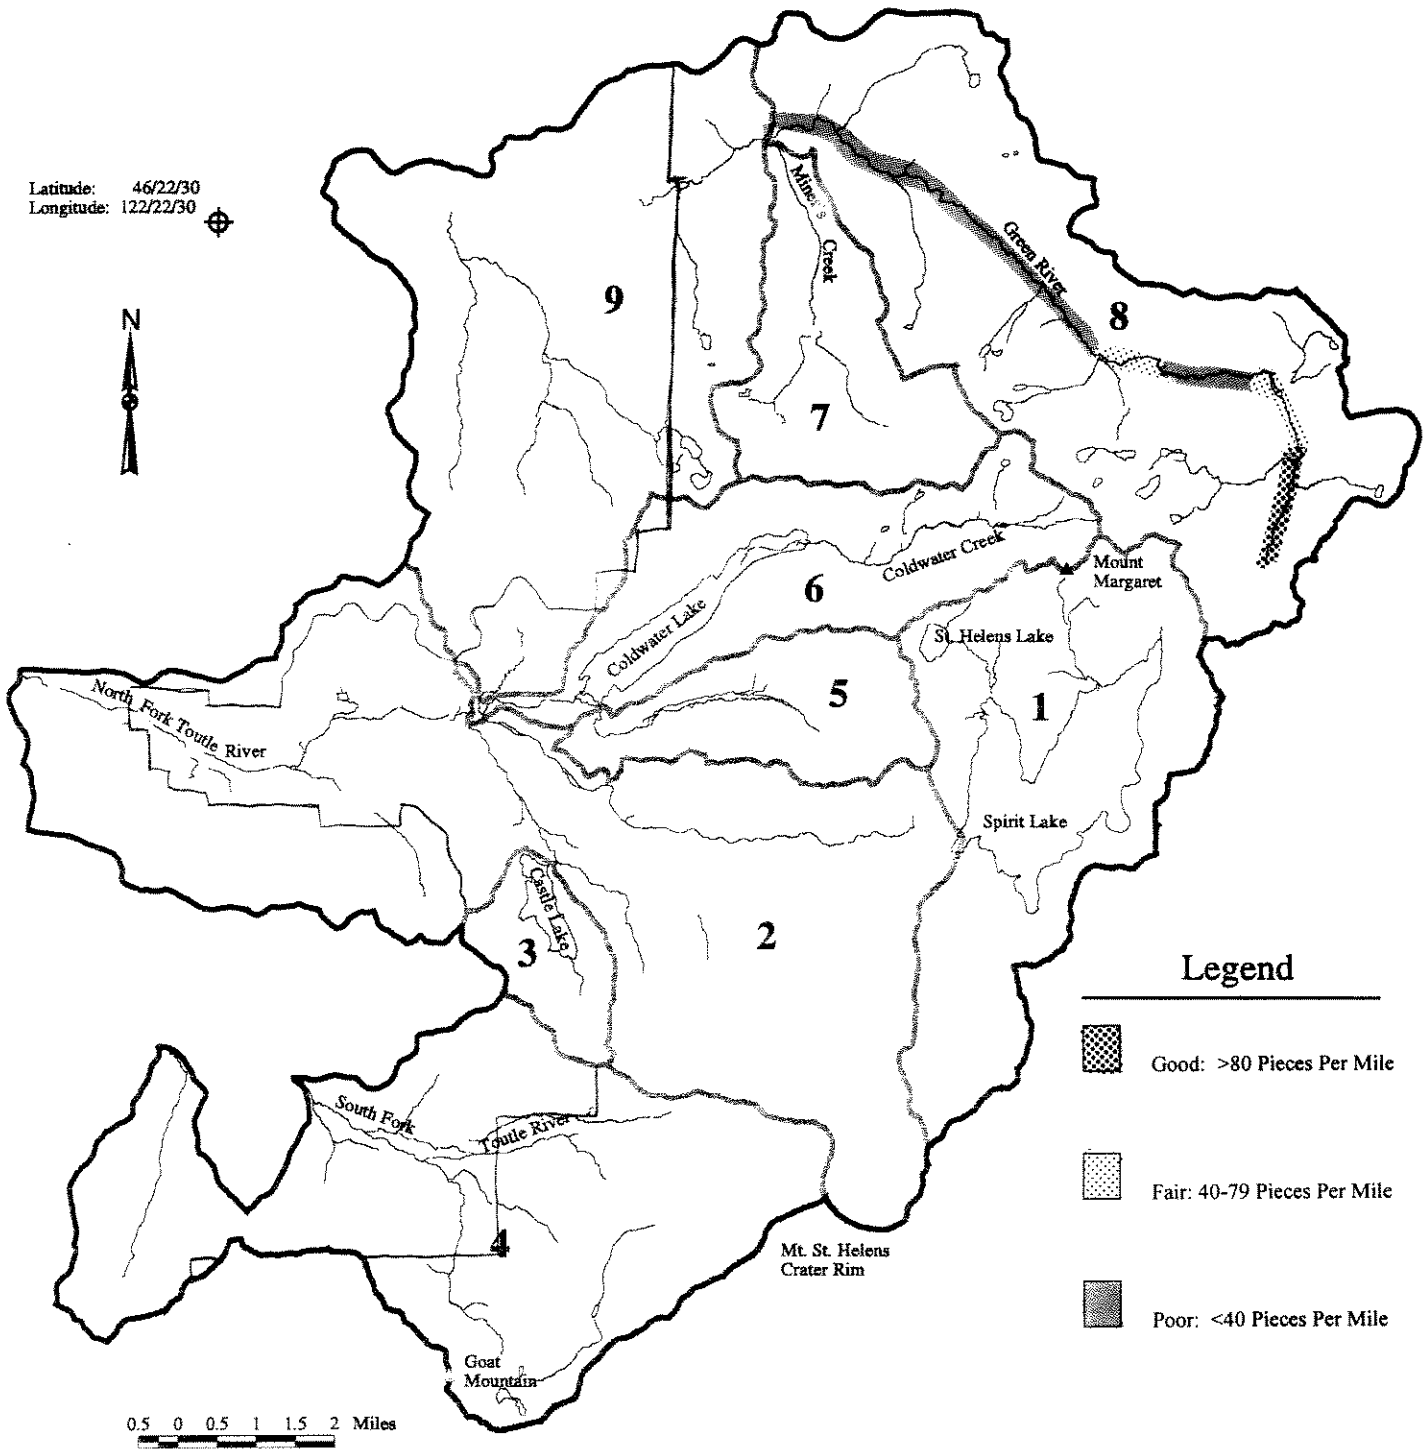 Latitude: 46/22/30
Longitude: 122/22/30
N
Miner's
Creek
Green River
9
8
7
Coldwater Creek
Mount
Margaret
6
Coldwater Lake
St. Helens Lake
5
1
North Fork Toutle River
Spirit Lake
Castle Lake
3
2
Legend
Good: >80 Pieces Per Mile
South Fork
Toutle River
Fair: 40-79 Pieces Per Mile
4
Mt. St. Helens
Crater Rim
Poor: <40 Pieces Per Mile
Goat
Mountain
0.5 0 0.5 1 1.5 2 Miles